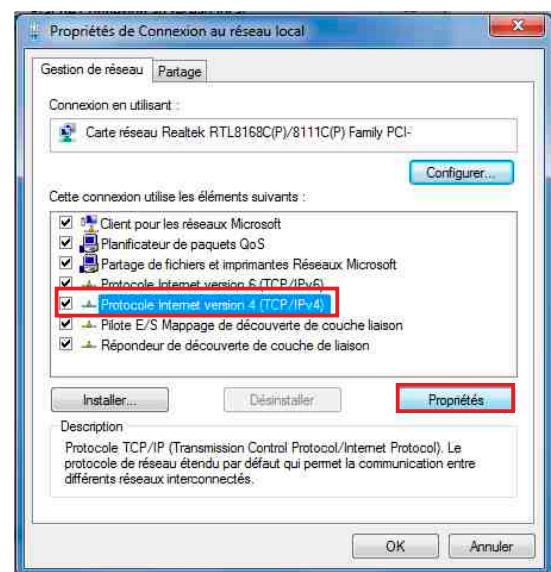 Propriétés de Connexion au réseau local
Gestion de réseau Partage
Connexion en utilisant :
Carte réseau Realtek RTL8168C(P)/8111C(P) Family PCI-
Configurer...
Cette connexion utilise les éléments suivants :
Client pour les réseaux Microsoft
Planificateur de paquets QoS
Partage de fichiers et imprimantes Réseaux Microsoft
Protocole Internet version 6 (TCP/IPv6)
Protocole Internet version 4 (TCP/IPv4)
Pilote E/S Mappage de découverte de couche liaison
Répondeur de découverte de couche de liaison
Installer... Désinstaller Propriétés
Description
Protocole TCP/IP (Transmission Control Protocol/Internet Protocol). Le
protocole de réseau étendu par défaut qui permet la communication entre
différents réseaux interconnectés.
OK Annuler